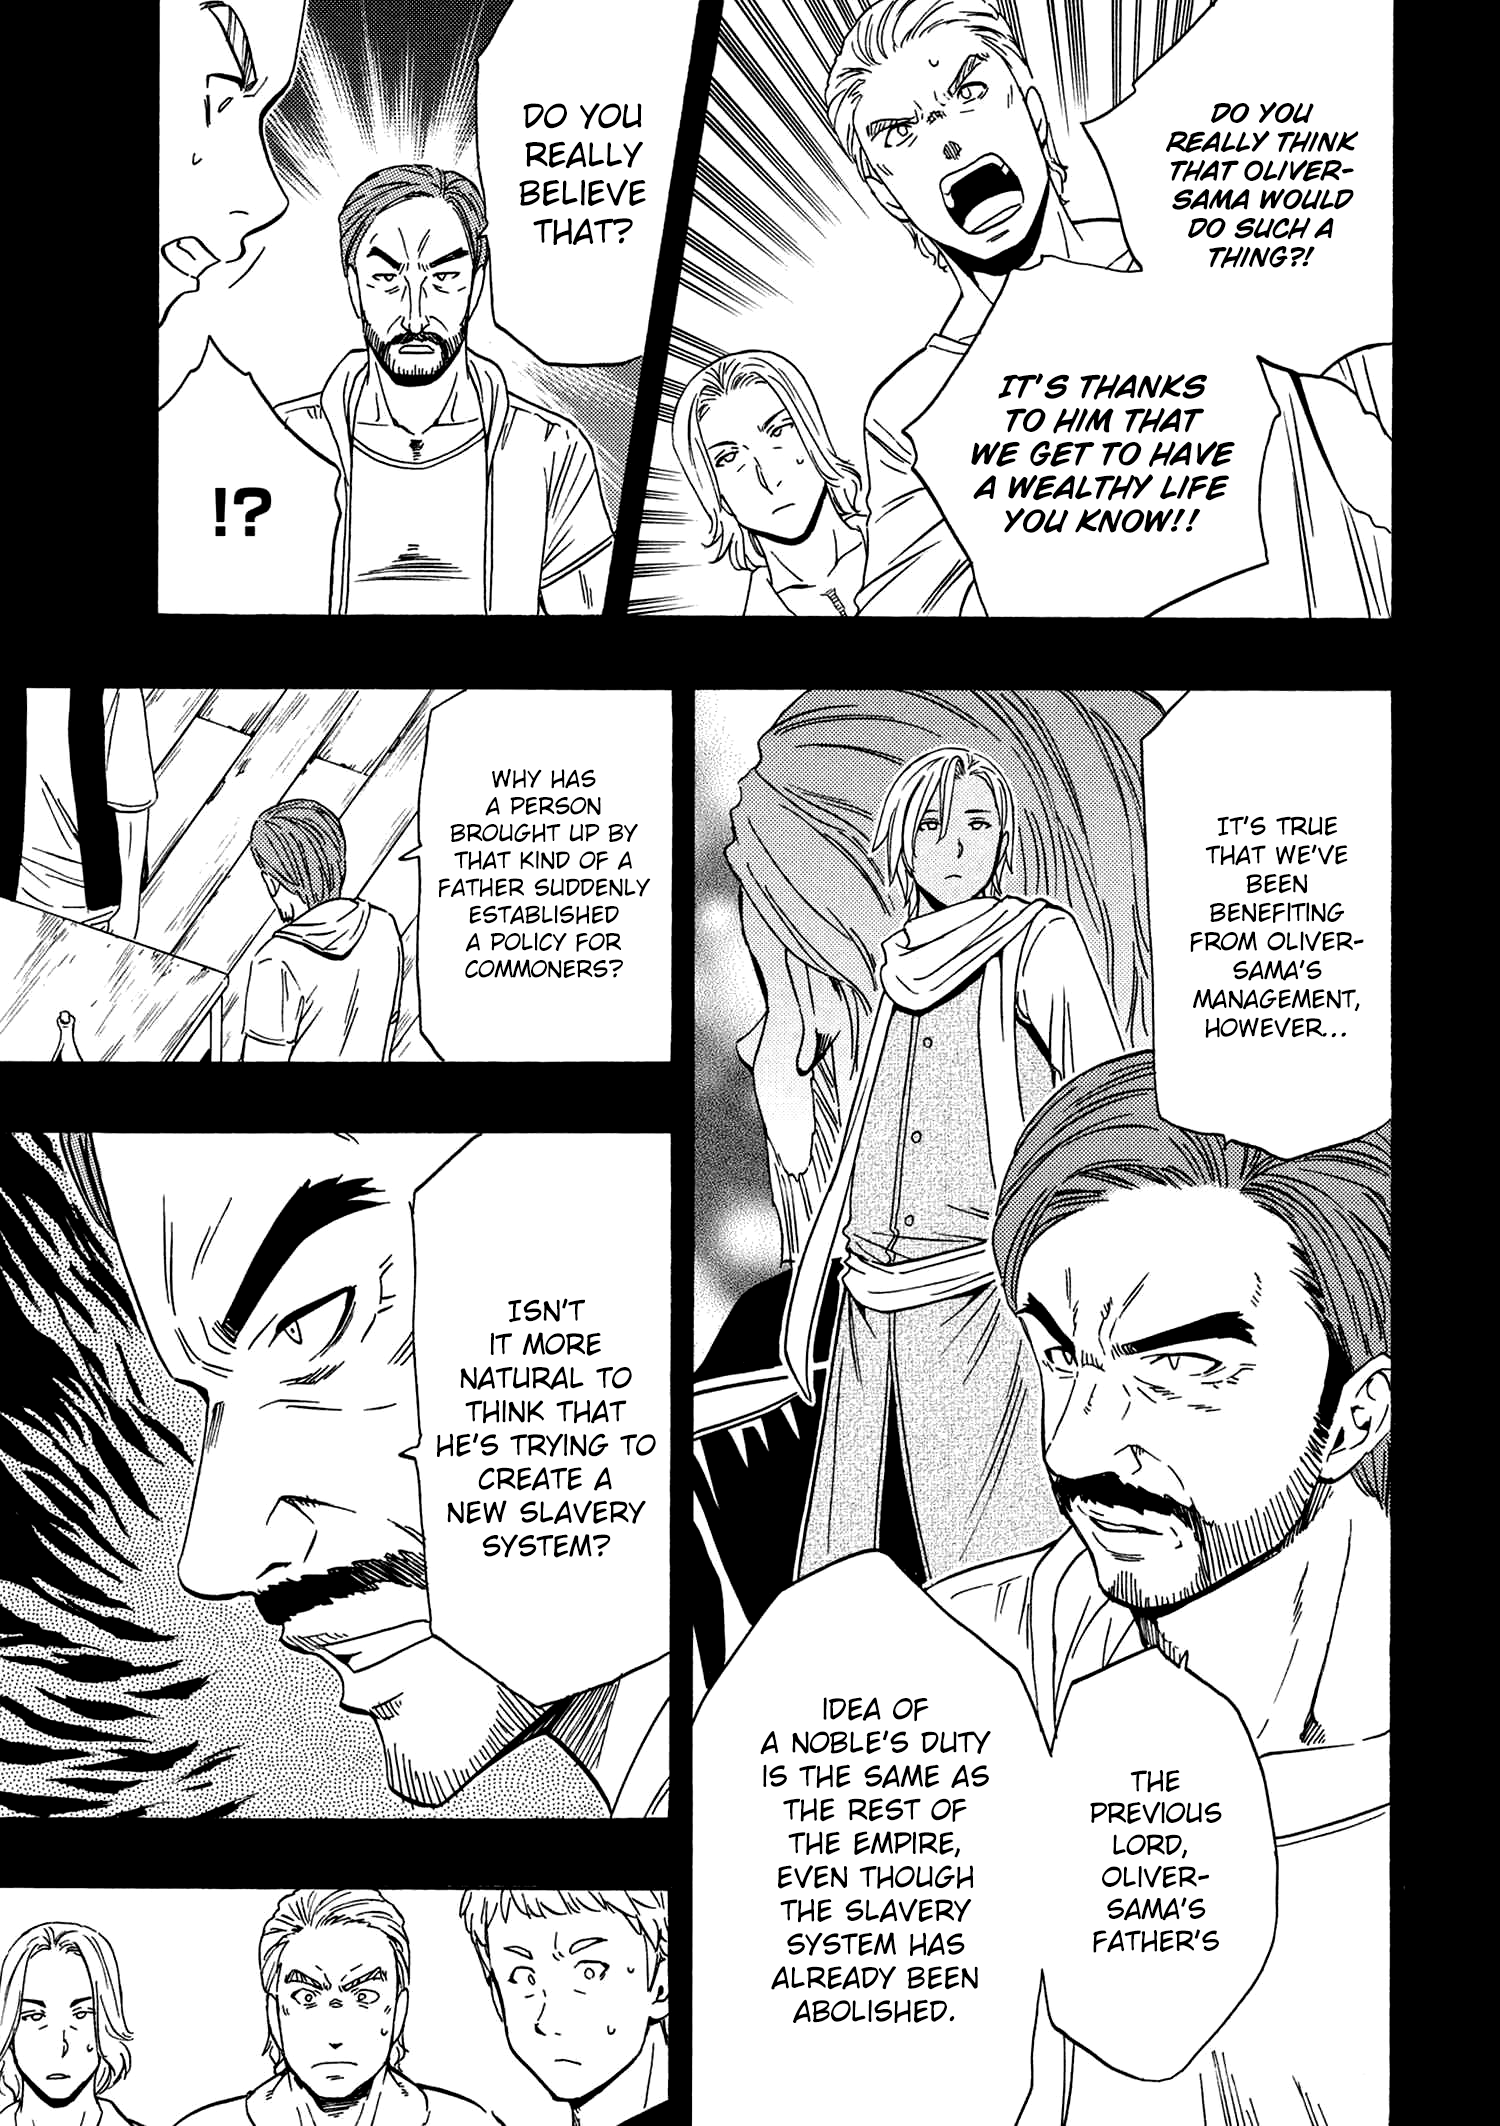 DO YOU
REALLY THINK
THAT OLIVER-
SAMA WOULD
DO SUCH A
THING?!
IT'S THANKS
TO HIM THAT
WE GET TO HAVE
A WEALTHY LIFE
YOU KNOW!!
DO YOU
REALLY
BELIEVE
THAT?
!?
IT'S TRUE
THAT WE'VE
BEEN
BENEFITING
FROM OLIVER-
SAMA'S
MANAGEMENT,
HOWEVER...
THE
PREVIOUS
LORD,
OLIVER-
SAMA'S
FATHER'S
IDEA OF
A NOBLE'S DUTY
IS THE SAME AS
THE REST OF
THE EMPIRE,
EVEN THOUGH
THE SLAVERY
SYSTEM HAS
ALREADY BEEN
ABOLISHED.
WHY HAS
A PERSON
BROUGHT UP BY
THAT KIND OF A
FATHER SUDDENLY
ESTABLISHED
A POLICY FOR
COMMONERS?
ISN'T
IT MORE
NATURAL TO
THINK THAT
HE'S TRYING TO
CREATE A
NEW SLAVERY
SYSTEM?